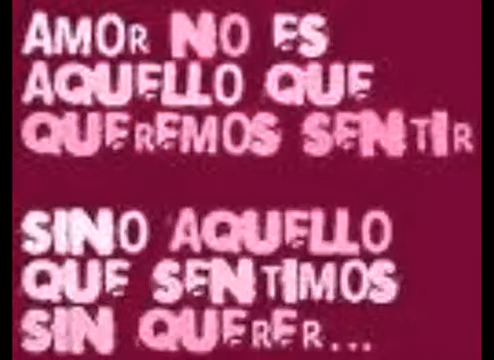 AMOR NO ES
AQUELLO QUE
QUEREMOS SENTIR
SINO AQUELLO
QUE SENTIMOS
SIN QUERER...